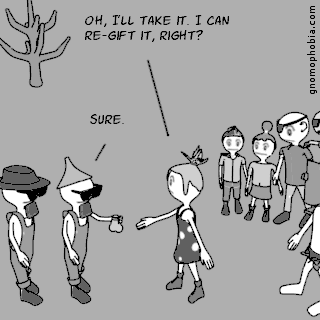 OH, I'LL TAKE IT. I CAN
RE-GIFT IT, RIGHT?
SURE.
gnomophobia.com